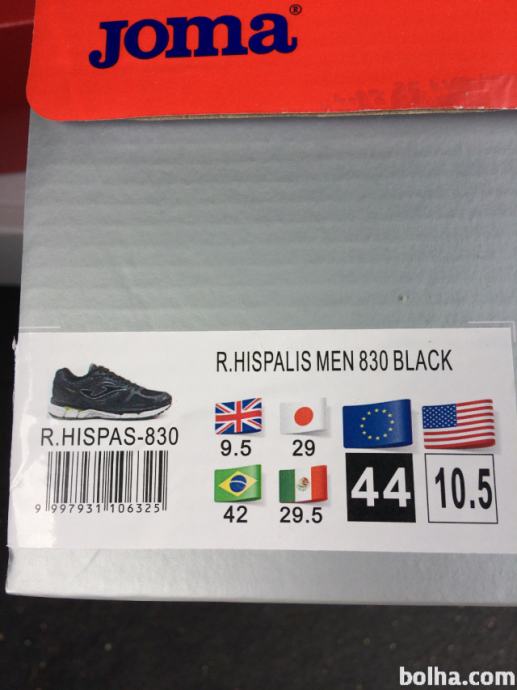 Joma®
R.HISPALIS MEN 830 BLACK
R.HISPAS-830
9 997931 106325
9.5 29
42 29.5
44 10.5
bolha.com